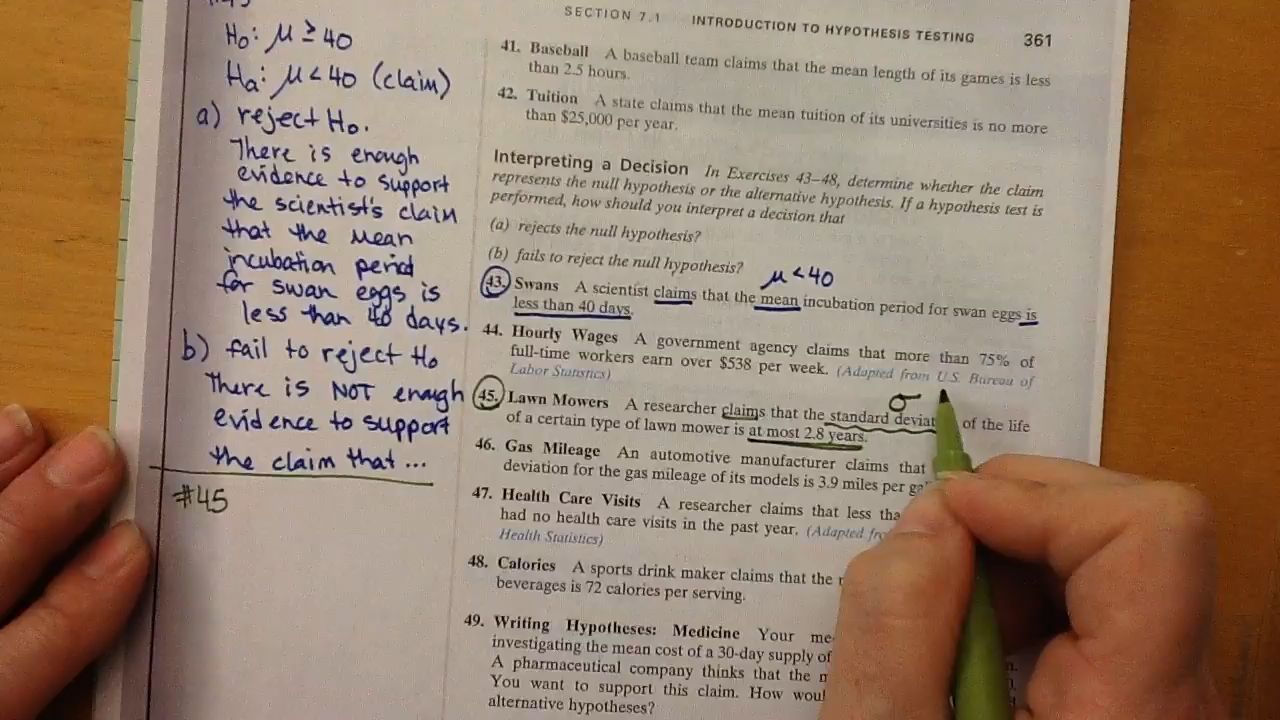 H₀: μ ≥ 40
Hₐ: μ < 40 (claim)
a) reject H₀.
There is enough
evidence to support
the scientist's claim
that the mean
incubation period
for swan eggs is
less than 40 days.
b) fail to reject H₀
There is NOT enough
evidence to support
the claim that ...
#45
SECTION 7.1 INTRODUCTION TO HYPOTHESIS TESTING 361
41. Baseball A baseball team claims that the mean length of its games is less
than 2.5 hours.
42. Tuition A state claims that the mean tuition of its universities is no more
than $25,000 per year.
Interpreting a Decision In Exercises 43–48, determine whether the claim
represents the null hypothesis or the alternative hypothesis. If a hypothesis test is
performed, how should you interpret a decision that
(a) rejects the null hypothesis?
(b) fails to reject the null hypothesis?
μ < 40
43. Swans A scientist claims that the mean incubation period for swan eggs is
less than 40 days.
44. Hourly Wages A government agency claims that more than 75% of
full-time workers earn over $538 per week. (Adapted from U.S. Bureau of
Labor Statistics)
σ
45. Lawn Mowers A researcher claims that the standard deviat of the life
of a certain type of lawn mower is at most 2.8 years.
46. Gas Mileage An automotive manufacturer claims that
deviation for the gas mileage of its models is 3.9 miles per
47. Health Care Visits A researcher claims that less
had no health care visits in the past year. (Adapted
Health Statistics)
48. Calories A sports drink maker claims that the
beverages is 72 calories per serving.
49. Writing Hypotheses: Medicine Your
investigating the mean cost of a 30-day supply of
A pharmaceutical company thinks that the
You want to support this claim. How
alternative hypotheses?